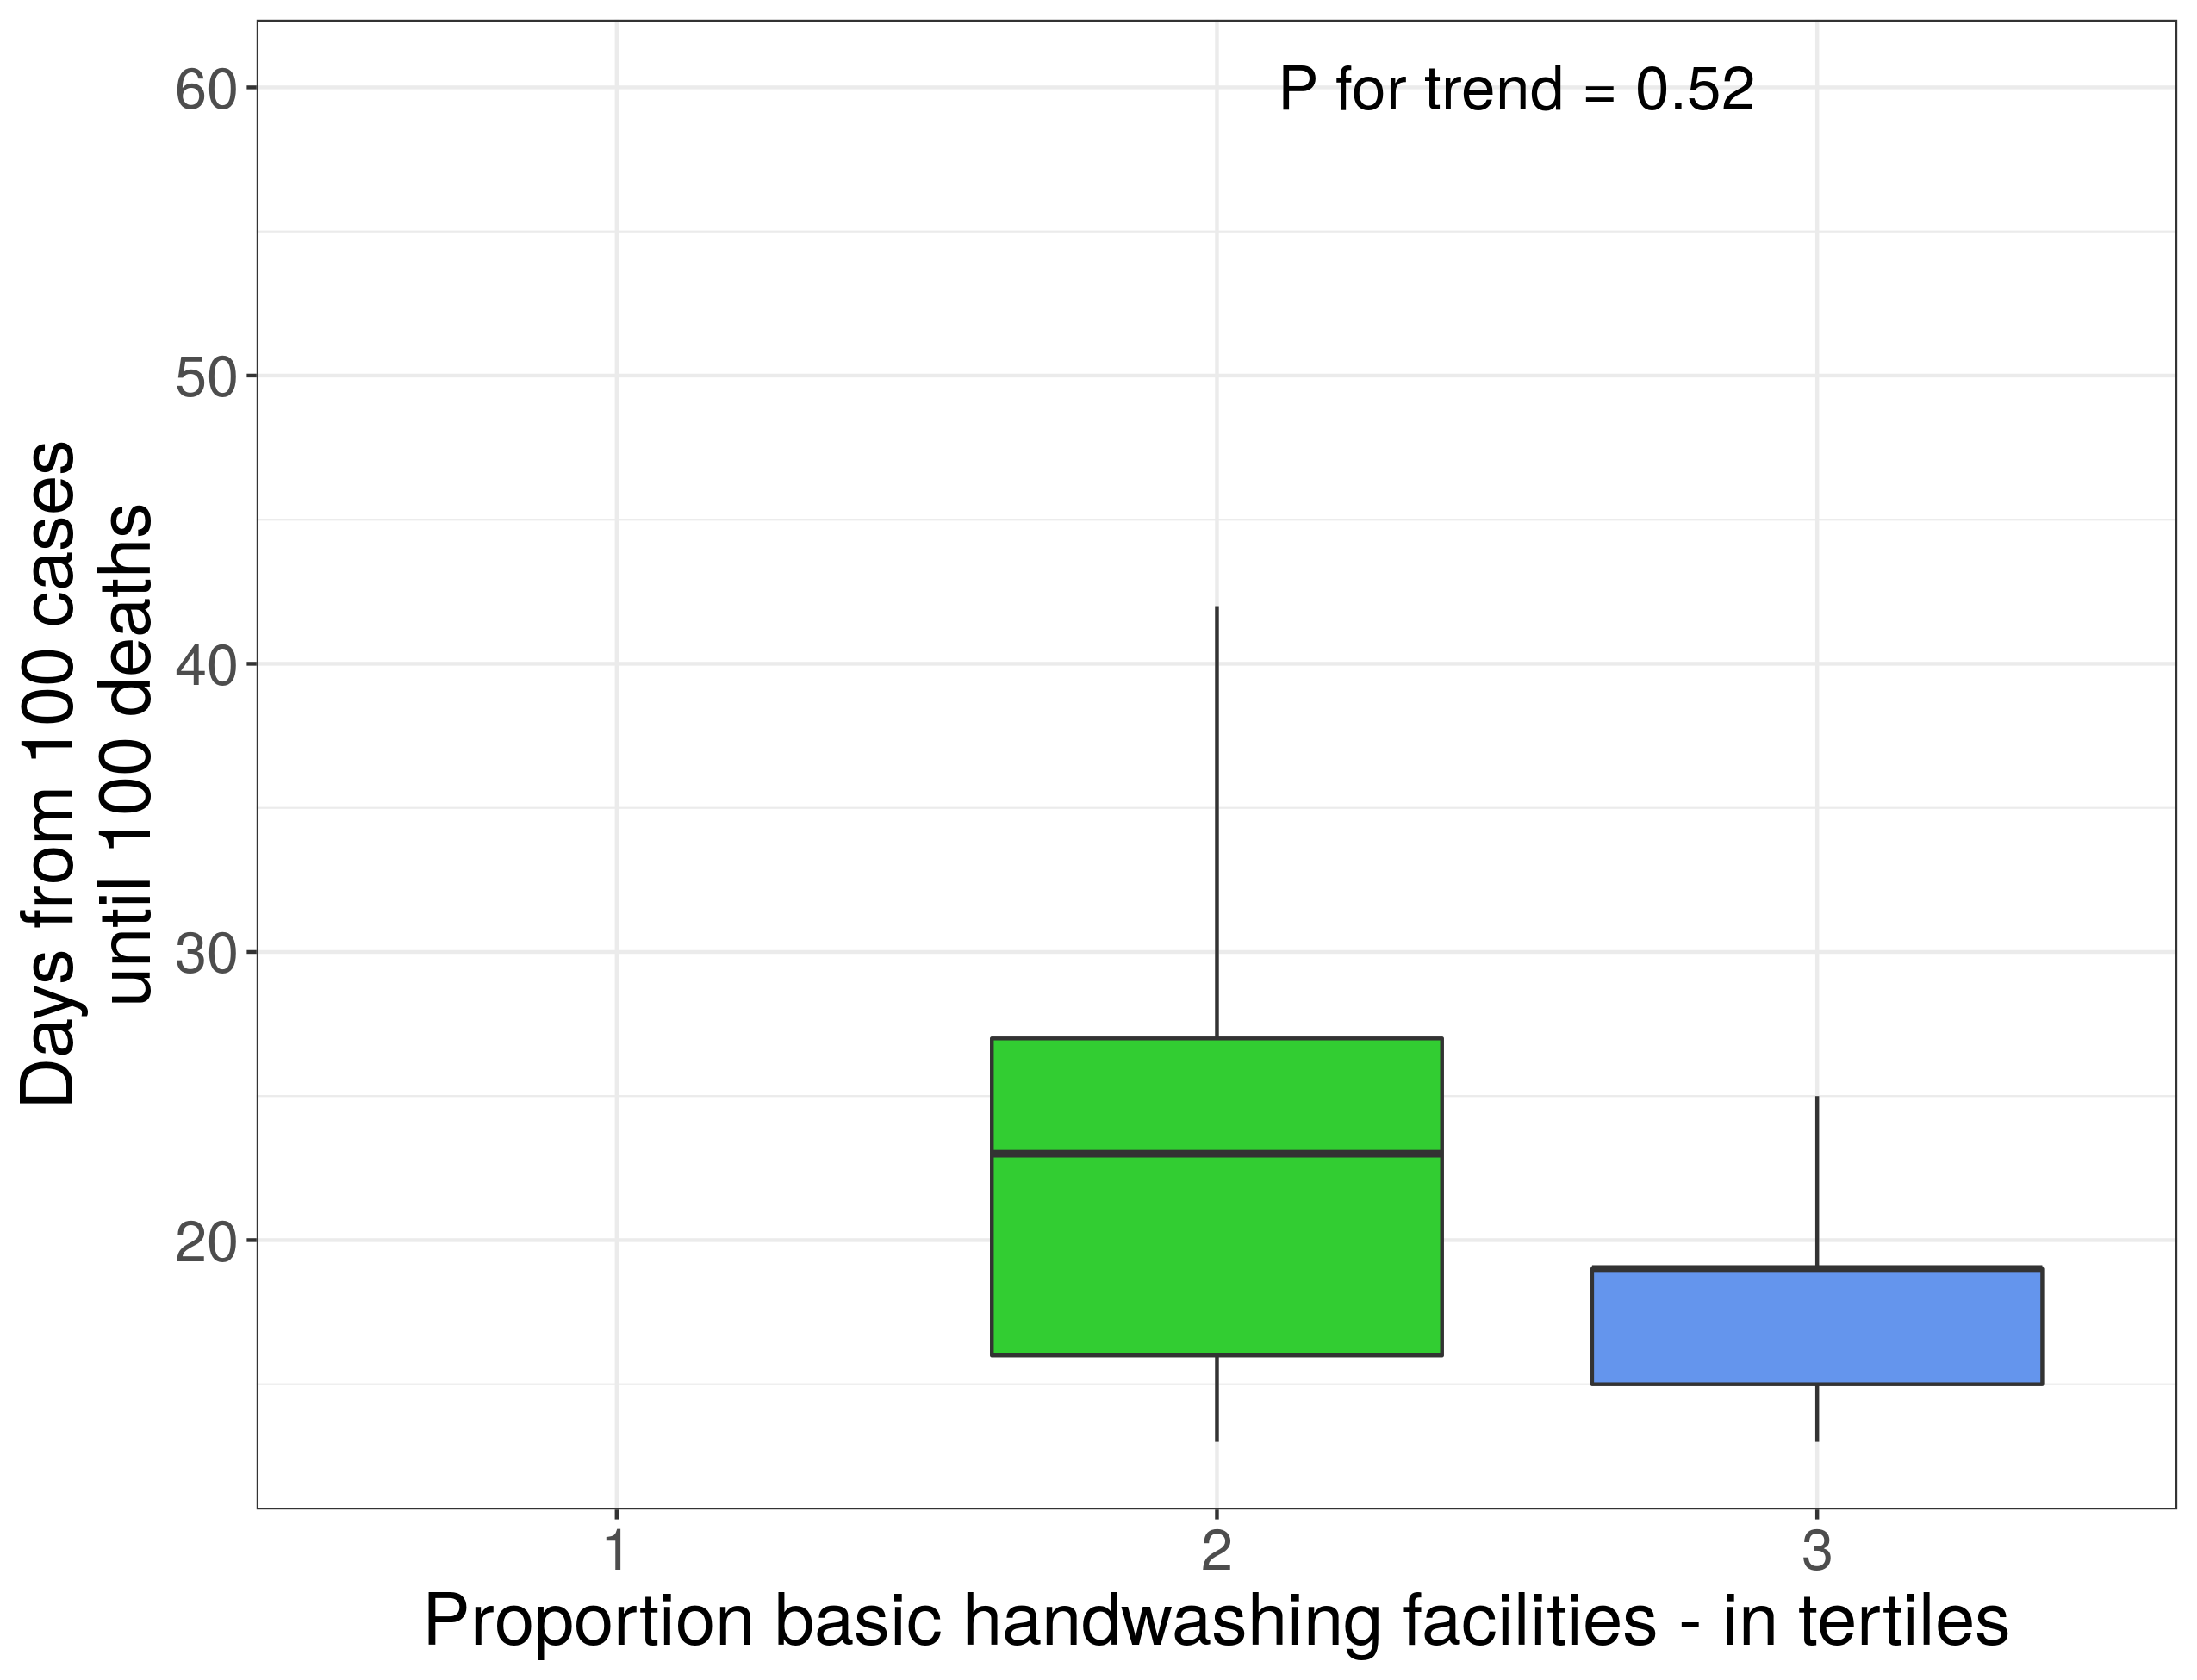 P for trend = 0.52
60
50
40
30
20
Days from 100 cases
until 100 deaths
1
2
3
Proportion basic handwashing facilities - in tertiles